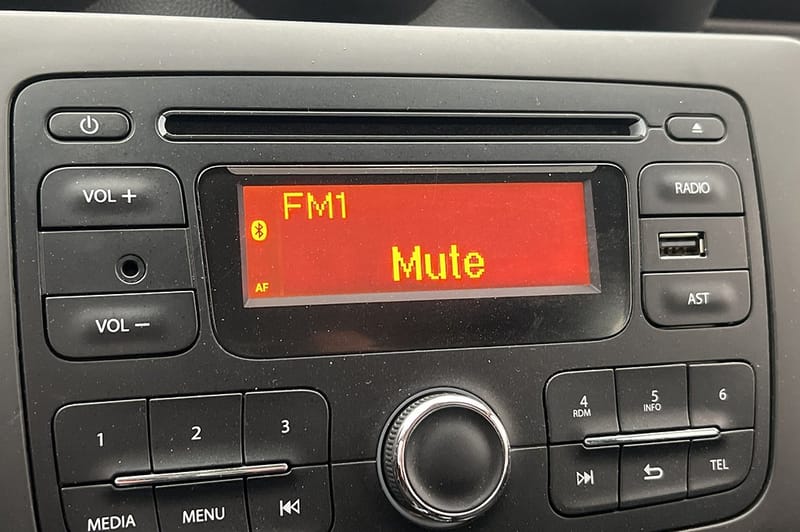 VOL +
RADIO
FM1
Mute
AF
VOL −
AST
1
2
3
4
RDM
5
INFO
6
MEDIA
MENU
TEL